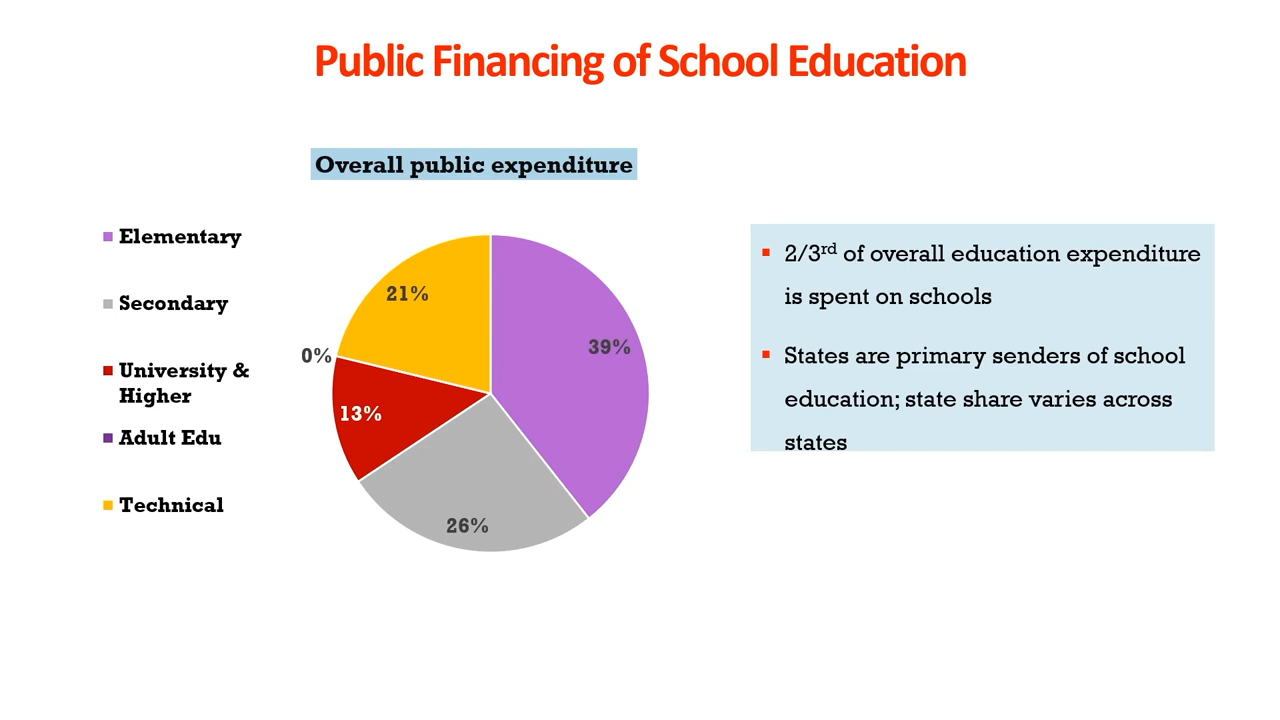 Public Financing of School Education
Overall public expenditure
Elementary
Secondary
University &
Higher
Adult Edu
Technical
21%
39%
0%
13%
26%
2/3rd of overall education expenditure
is spent on schools
States are primary senders of school
education; state share varies across
states